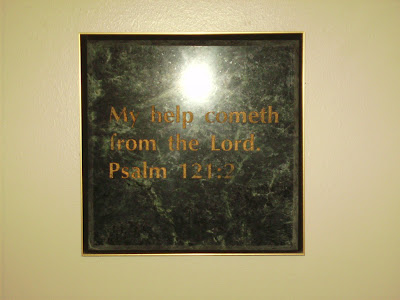 My help cometh
from the Lord.
Psalm 121:2